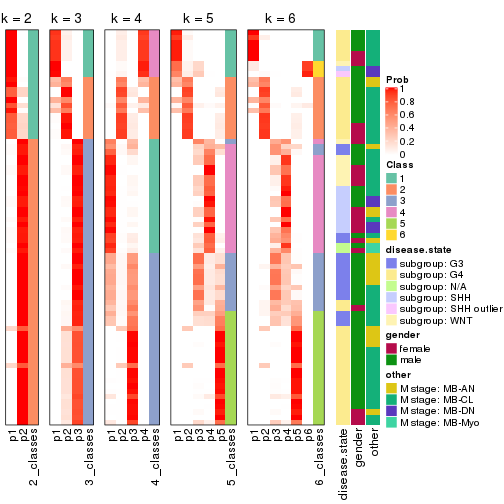 k = 2
k = 3
k = 4
k = 5
k = 6
Prob
1
0.8
0.6
0.4
0.2
0
Class
1
2
3
4
5
6
disease.state
subgroup: G3
subgroup: G4
subgroup: N/A
subgroup: SHH
subgroup: SHH outlier
subgroup: WNT
gender
female
male
other
M stage: MB-AN
M stage: MB-CL
M stage: MB-DN
M stage: MB-Myo
p1
p2
2_classes
p1
p2
p3
3_classes
p1
p2
p3
p4
4_classes
p1
p2
p3
p4
p5
5_classes
p1
p2
p3
p4
p5
p6
6_classes
disease.state
gender
other